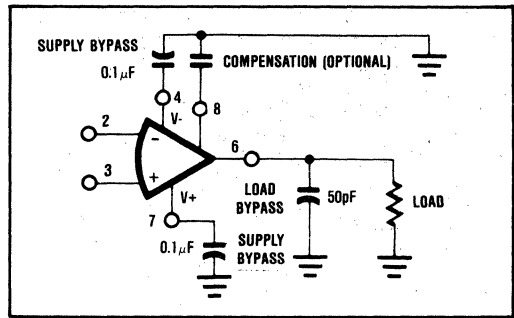 SUPPLY BYPASS
0.1μF
COMPENSATION (OPTIONAL)
4
8
V-
2
-
3
+
6
V+
7
LOAD
BYPASS
50pF
LOAD
0.1μF
SUPPLY
BYPASS